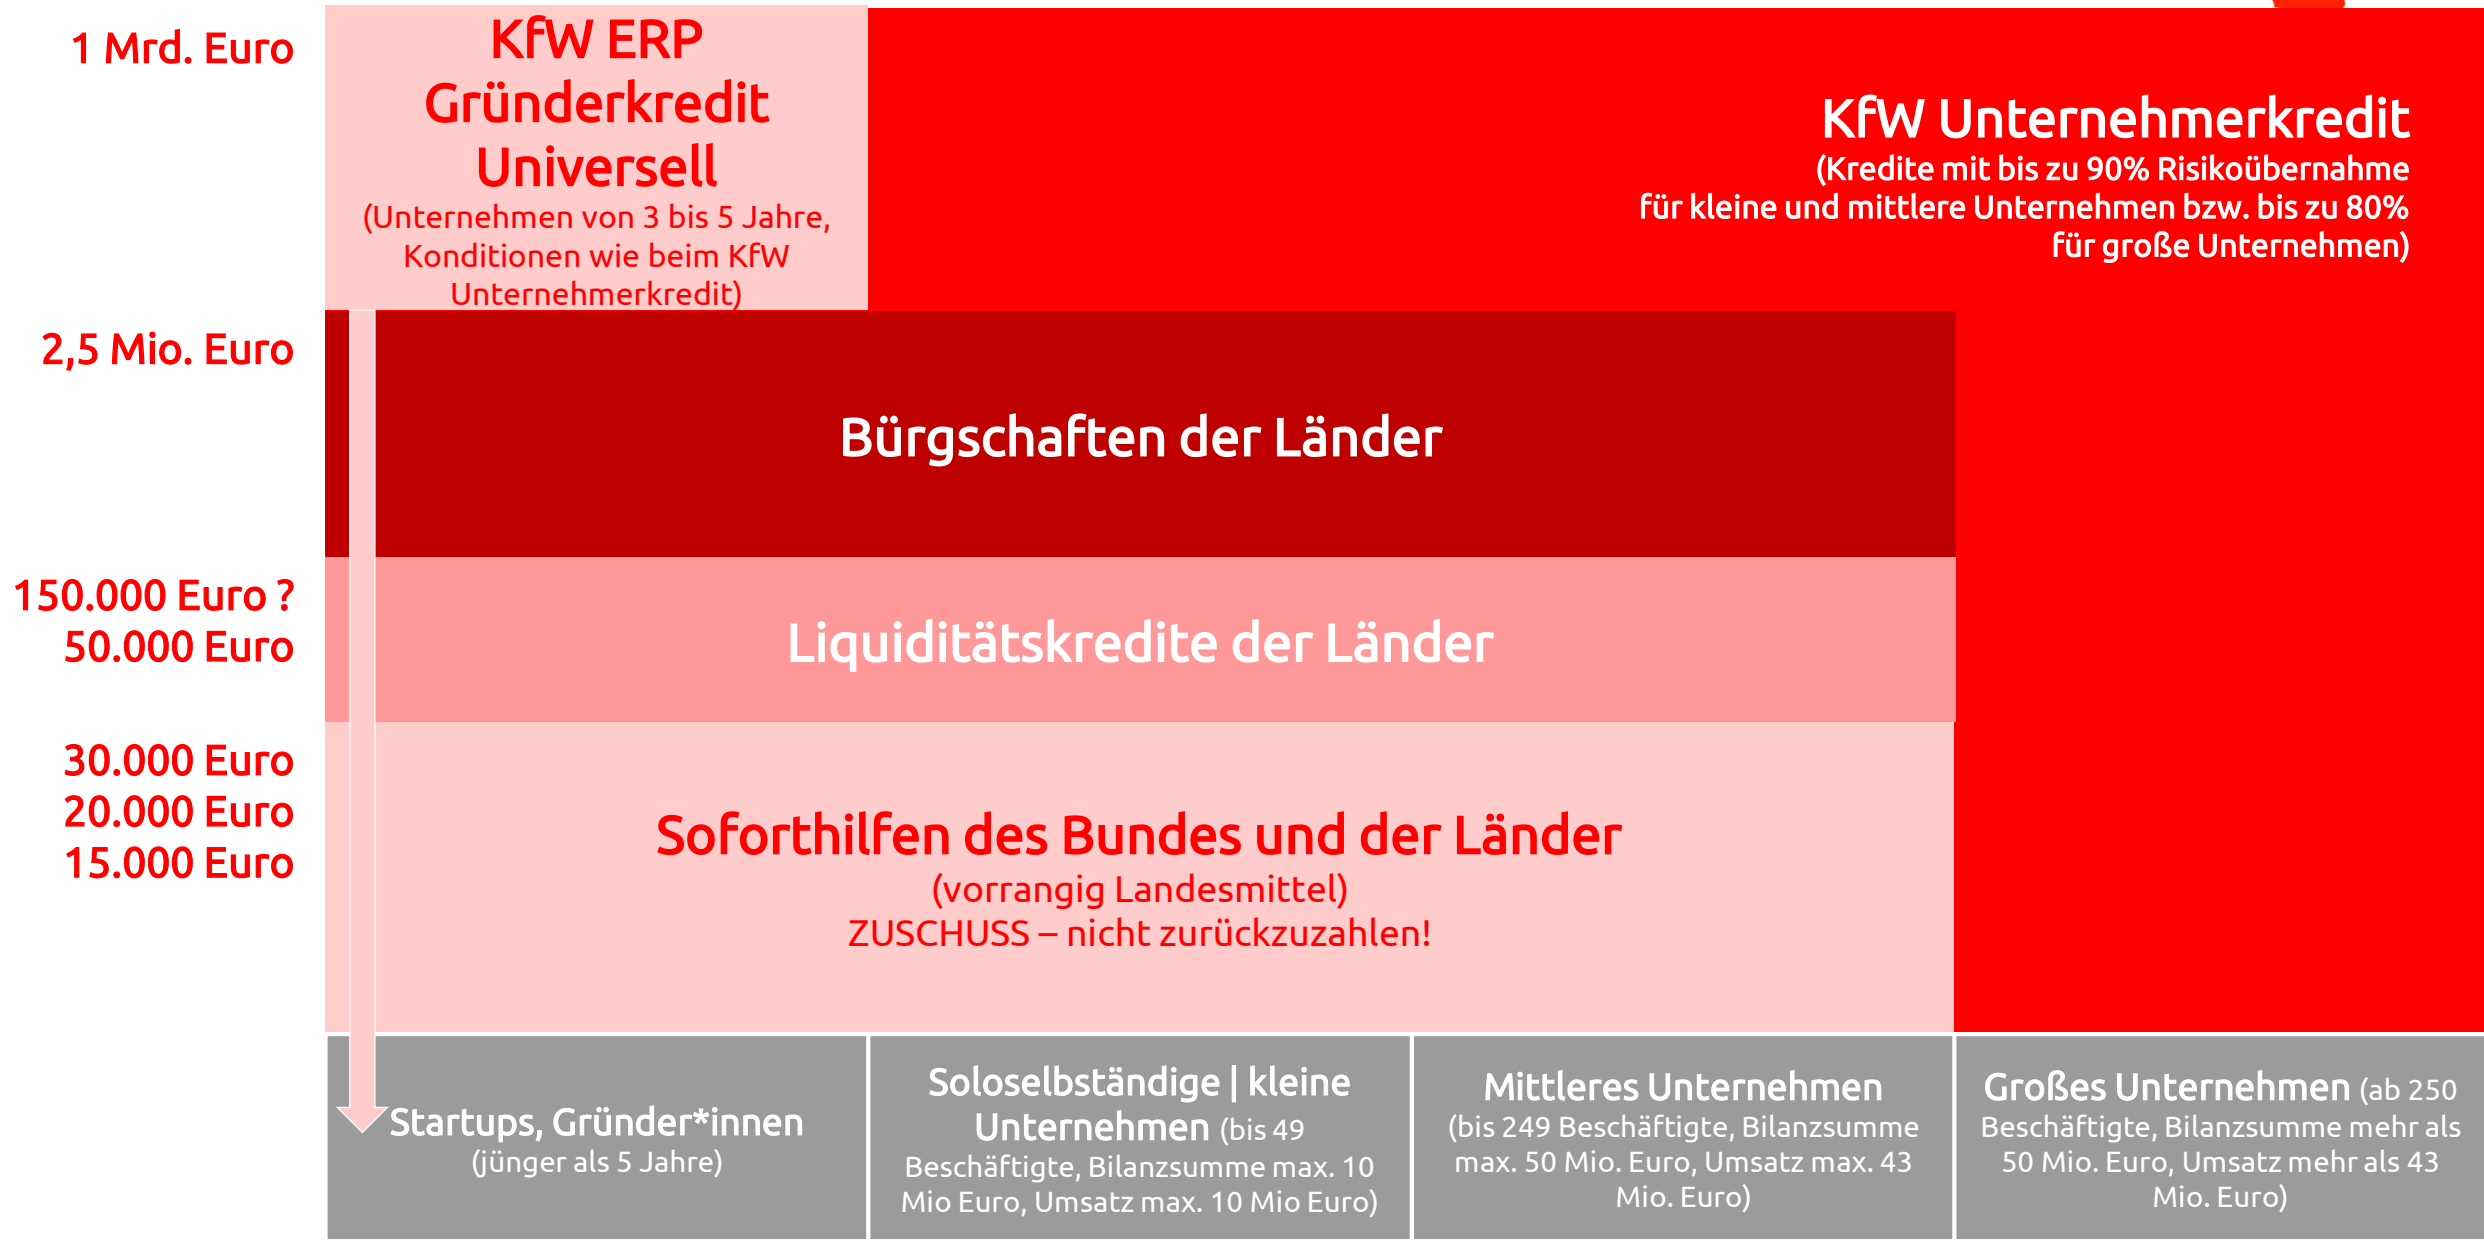 1 Mrd. Euro
KfW ERP
Gründerkredit
Universell
(Unternehmen von 3 bis 5 Jahre,
Konditionen wie beim KfW
Unternehmerkredit)
KfW Unternehmerkredit
(Kredite mit bis zu 90% Risikoübernahme
für kleine und mittlere Unternehmen bzw. bis zu 80%
für große Unternehmen)
2,5 Mio. Euro
Bürgschaften der Länder
150.000 Euro ?
50.000 Euro
Liquiditätskredite der Länder
30.000 Euro
20.000 Euro
15.000 Euro
Soforthilfen des Bundes und der Länder
(vorrangig Landesmittel)
ZUSCHUSS – nicht zurückzuzahlen!
Startups, Gründer*innen
(jünger als 5 Jahre)
Soloselbständige | kleine
Unternehmen (bis 49
Beschäftigte, Bilanzsumme max. 10
Mio Euro, Umsatz max. 10 Mio Euro)
Mittleres Unternehmen
(bis 249 Beschäftigte, Bilanzsumme
max. 50 Mio. Euro, Umsatz max. 43
Mio. Euro)
Großes Unternehmen (ab 250
Beschäftigte, Bilanzsumme mehr als
50 Mio. Euro, Umsatz mehr als 43
Mio. Euro)